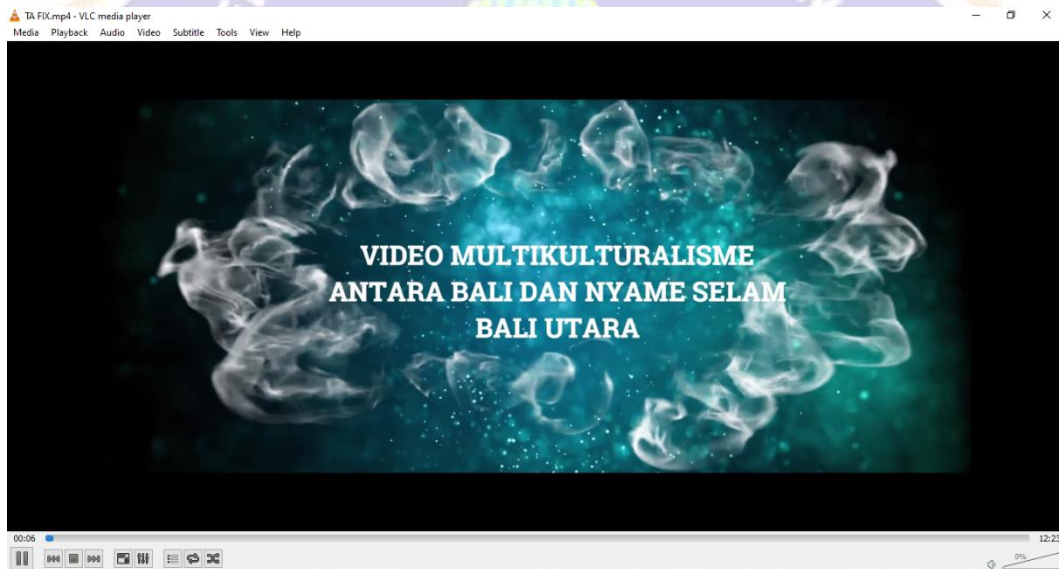 TA FIX.mp4 - VLC media player
Media Playback Audio Video Subtitle Tools View Help
VIDEO MULTIKULTURALISME
ANTARA BALI DAN NYAME SELAM
BALI UTARA
00:06
12:23
0%